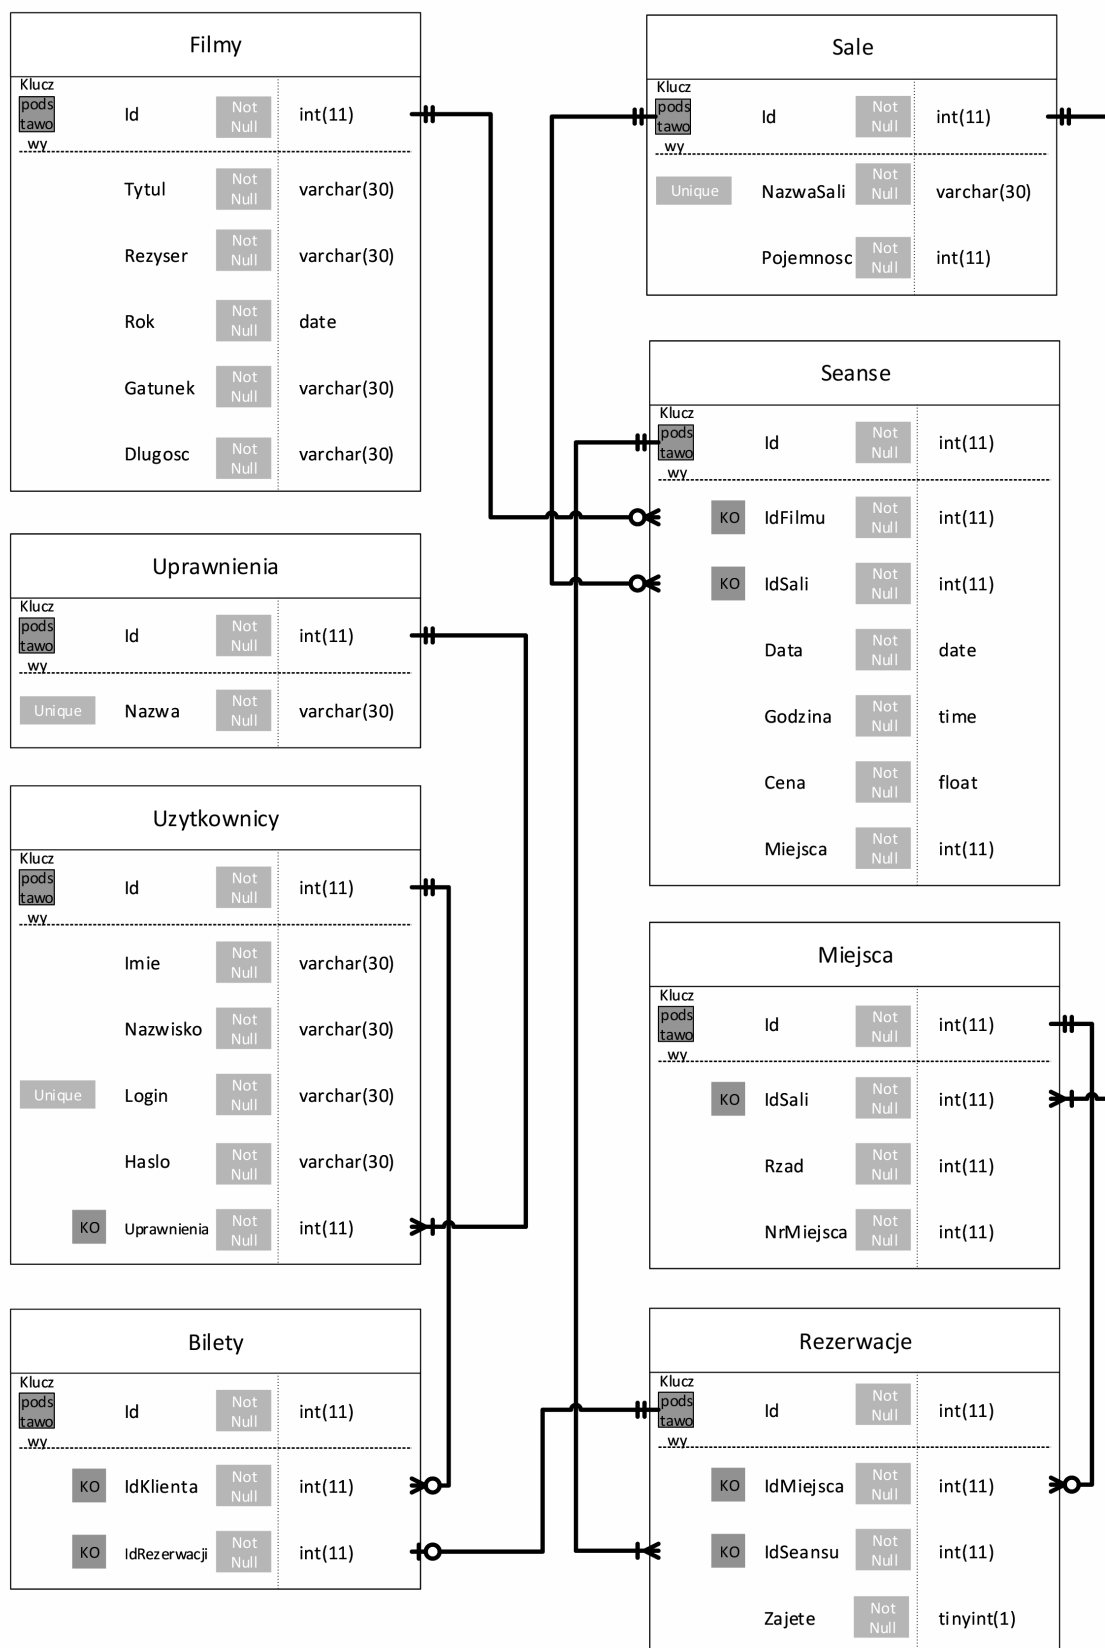 Filmy
Klucz
pods
tawo
wy
Id
Not
Null
int(11)
Tytul
Not
Null
varchar(30)
Rezyser
Not
Null
varchar(30)
Rok
Not
Null
date
Gatunek
Not
Null
varchar(30)
Dlugosc
Not
Null
varchar(30)
Uprawnienia
Klucz
pods
tawo
wy
Id
Not
Null
int(11)
Unique
Nazwa
Not
Null
varchar(30)
Uzytkownicy
Klucz
pods
tawo
wy
Id
Not
Null
int(11)
Imie
Not
Null
varchar(30)
Nazwisko
Not
Null
varchar(30)
Unique
Login
Not
Null
varchar(30)
Haslo
Not
Null
varchar(30)
KO
Uprawnienia
Not
Null
int(11)
Bilety
Klucz
pods
tawo
wy
Id
Not
Null
int(11)
KO
IdKlienta
Not
Null
int(11)
KO
IdRezerwacji
Not
Null
int(11)
Sale
Klucz
pods
tawo
wy
Id
Not
Null
int(11)
Unique
NazwaSali
Not
Null
varchar(30)
Pojemnosc
Not
Null
int(11)
Seanse
Klucz
pods
tawo
wy
Id
Not
Null
int(11)
KO
IdFilmu
Not
Null
int(11)
KO
IdSali
Not
Null
int(11)
Data
Not
Null
date
Godzina
Not
Null
time
Cena
Not
Null
float
Miejsca
Not
Null
int(11)
Miejsca
Klucz
pods
tawo
wy
Id
Not
Null
int(11)
KO
IdSali
Not
Null
int(11)
Rzad
Not
Null
int(11)
NrMiejsca
Not
Null
int(11)
Rezerwacje
Klucz
pods
tawo
wy
Id
Not
Null
int(11)
KO
IdMiejsca
Not
Null
int(11)
KO
IdSeansu
Not
Null
int(11)
Zajete
Not
Null
tinyint(1)